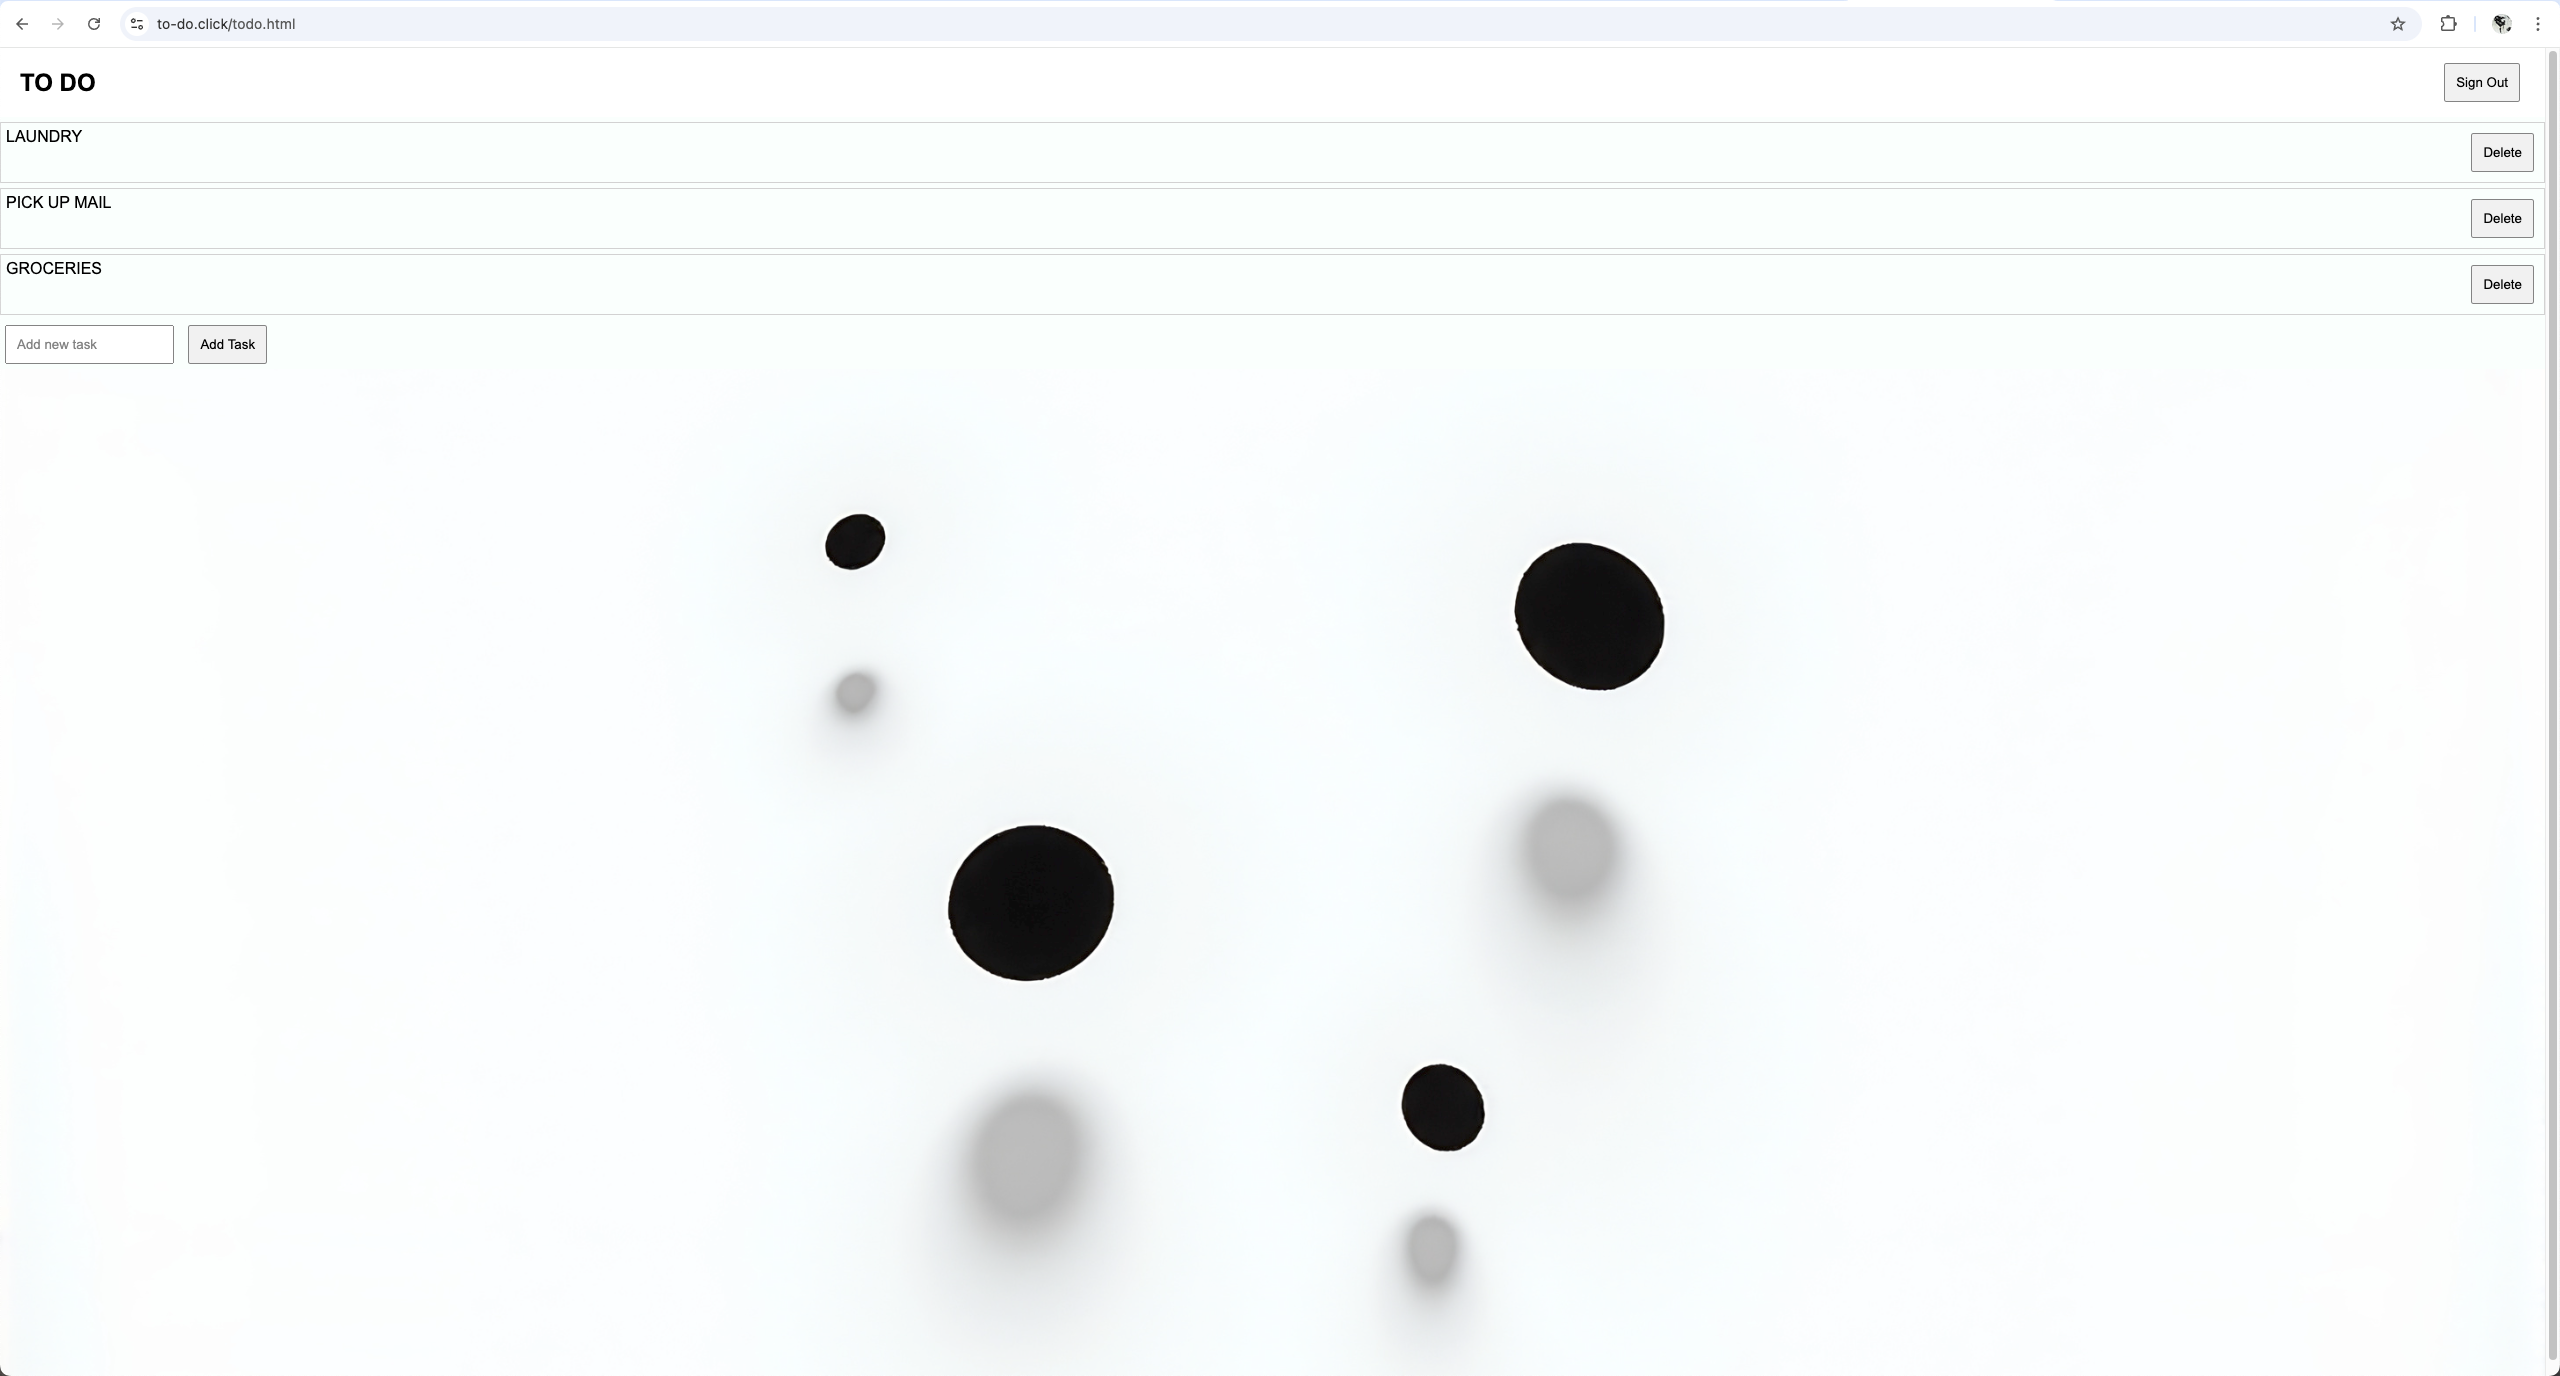 to-do.click/todo.html
TO DO
Sign Out
LAUNDRY
Delete
PICK UP MAIL
Delete
GROCERIES
Delete
Add new task
Add Task